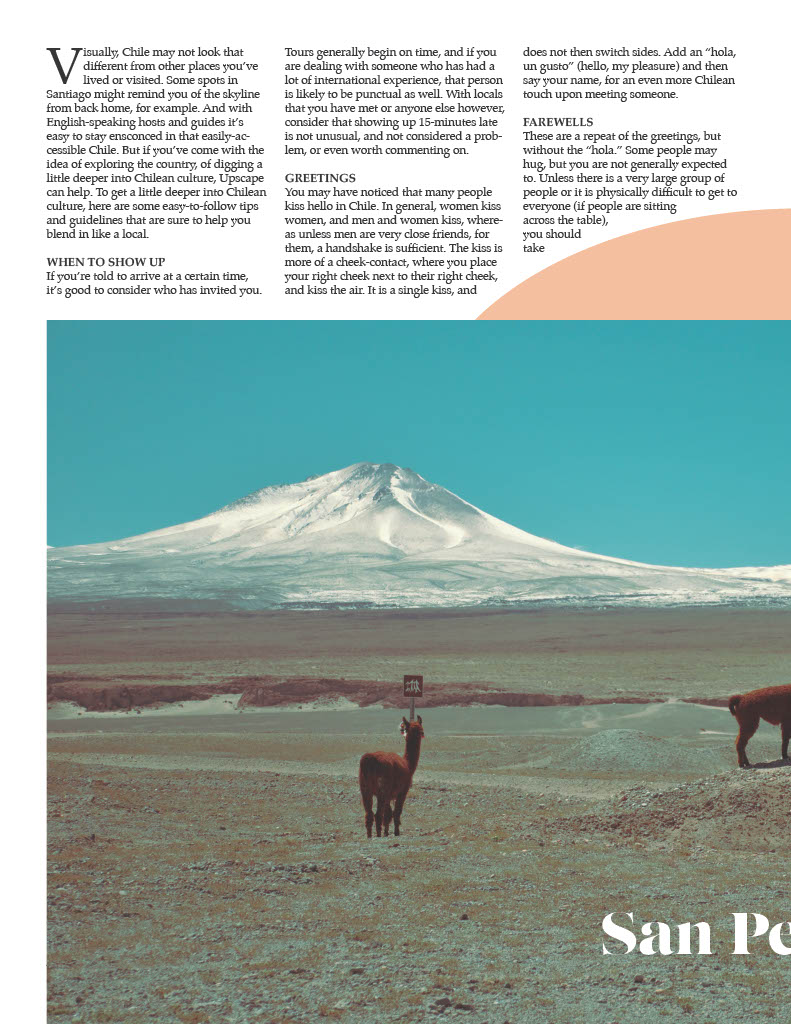 Visually, Chile may not look that
different from other places you’ve
lived or visited. Some spots in
Santiago might remind you of the skyline
from back home, for example. And with
English-speaking hosts and guides it’s
easy to stay ensconced in that easily-ac-
cessible Chile. But if you’ve come with the
idea of exploring the country, of digging a
little deeper into Chilean culture, Upscape
can help. To get a little deeper into Chilean
culture, here are some easy-to-follow tips
and guidelines that are sure to help you
blend in like a local.
WHEN TO SHOW UP
If you’re told to arrive at a certain time,
it’s good to consider who has invited you.
Tours generally begin on time, and if you
are dealing with someone who has had a
lot of international experience, that person
is likely to be punctual as well. With locals
that you have met or anyone else however,
consider that showing up 15-minutes late
is not unusual, and not considered a prob-
lem, or even worth commenting on.
GREETINGS
You may have noticed that many people
kiss hello in Chile. In general, women kiss
women, and men and women kiss, where-
as unless men are very close friends, for
them, a handshake is sufficient. The kiss is
more of a cheek-contact, where you place
your right cheek next to their right cheek,
and kiss the air. It is a single kiss, and
does not then switch sides. Add an “hola,
un gusto” (hello, my pleasure) and then
say your name, for an even more Chilean
touch upon meeting someone.
FAREWELLS
These are a repeat of the greetings, but
without the “hola.” Some people may
hug, but you are not generally expected
to. Unless there is a very large group of
people or it is physically difficult to get to
everyone (if people are sitting
across the table),
you should
take
San Pe